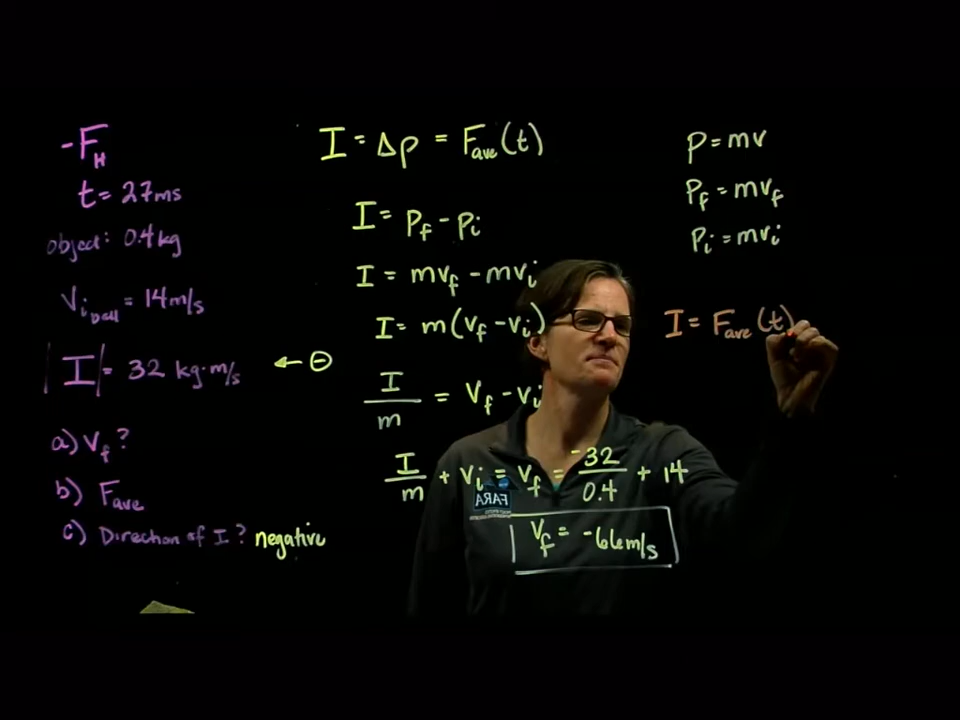 -F_H
t = 27ms
object: 0.4kg
V_i ball = 14m/s
|I| = 32 kg·m/s ← ⊖
a) V_f?
b) F_ave
c) Direction of I? negative
I = Δp = F_ave(t)
I = P_f - P_i
I = mv_f - mv_i
I = m(v_f - v_i)
I/m = v_f - v_i
I/m + v_i = v_f = -32/0.4 + 14
V_f = -66m/s
FARA
P = mv
P_f = mv_f
P_i = mv_i
I = F_ave(t)